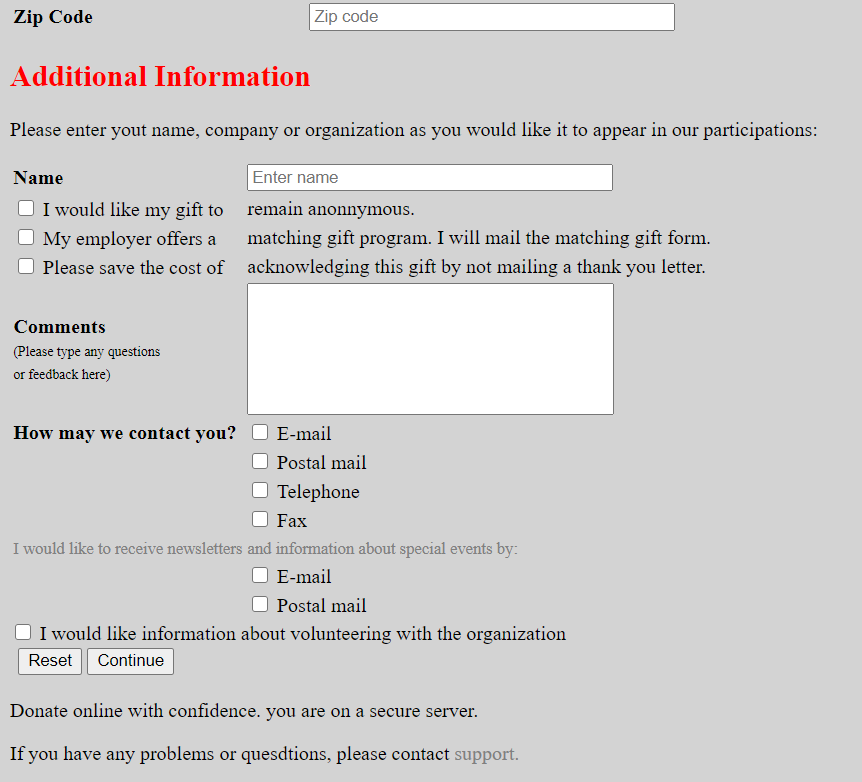 Zip Code Zip code
Additional Information
Please enter yout name, company or organization as you would like it to appear in our participations:
Name Enter name
I would like my gift to remain anonnymous.
My employer offers a matching gift program. I will mail the matching gift form.
Please save the cost of acknowledging this gift by not mailing a thank you letter.
Comments
(Please type any questions
or feedback here)
How may we contact you? E-mail
Postal mail
Telephone
Fax
I would like to receive newsletters and information about special events by:
E-mail
Postal mail
I would like information about volunteering with the organization
Reset Continue
Donate online with confidence. you are on a secure server.
If you have any problems or quesdtions, please contact support.